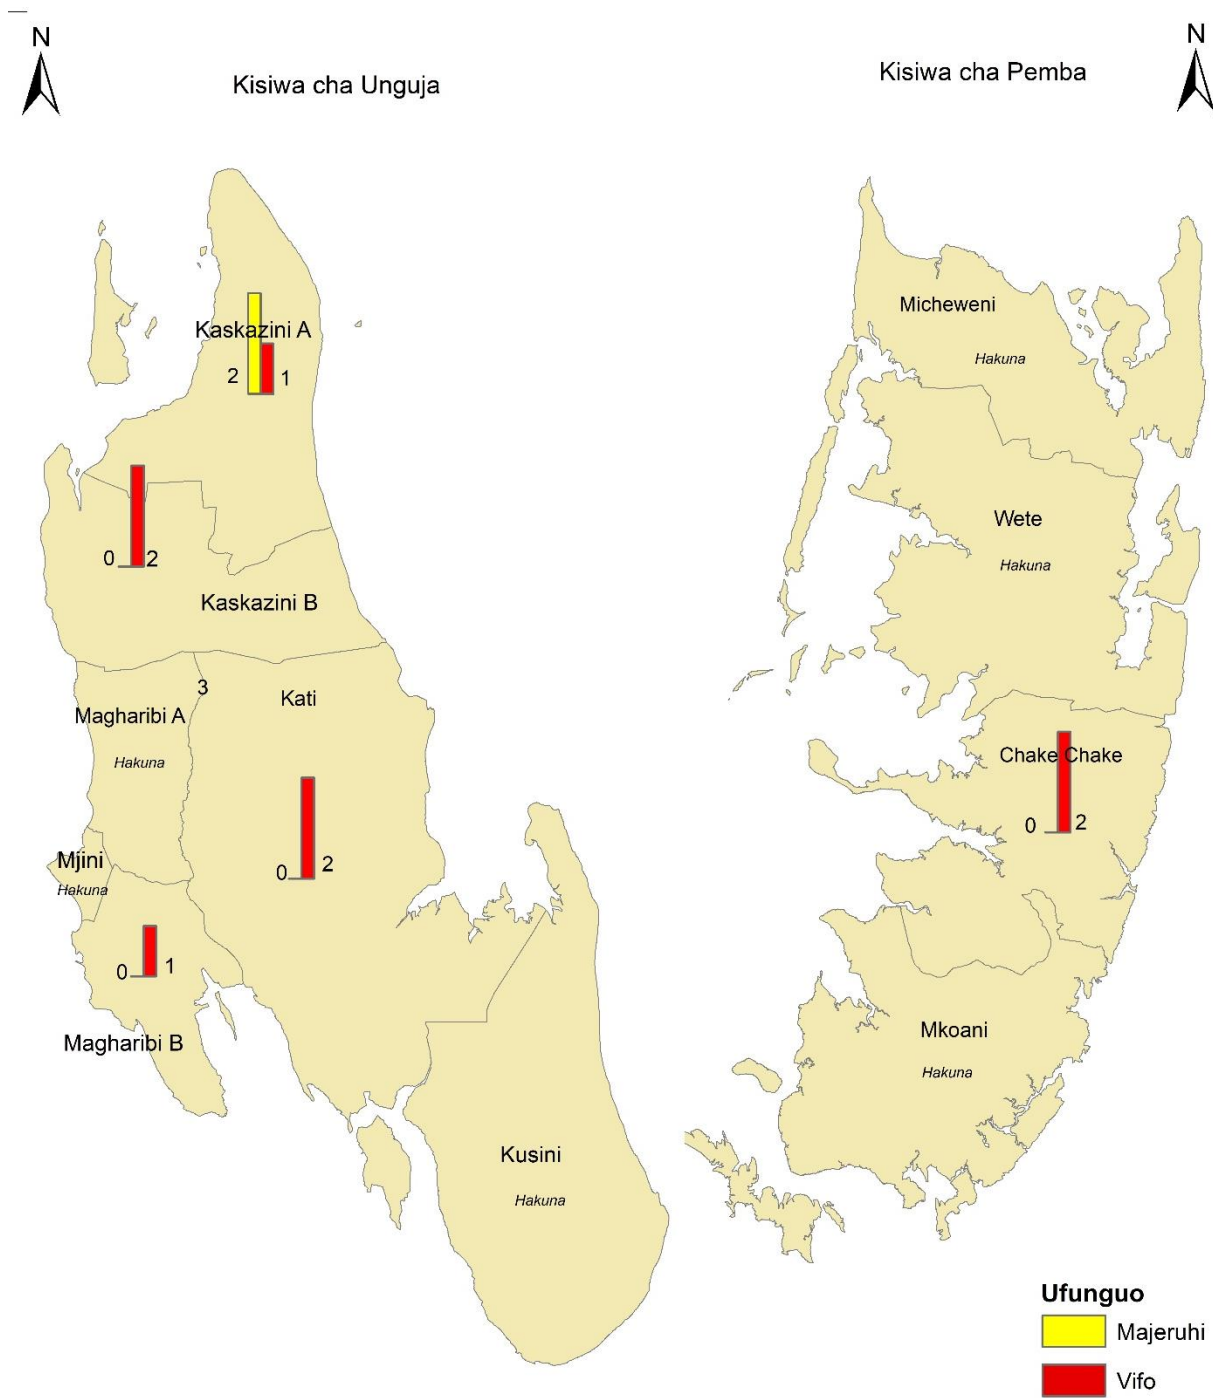 N
Kisiwa cha Unguja
Kaskazini A
2 1
0 2
Kaskazini B
3
Kati
Magharibi A
Hakuna
0 2
Mjini
Hakuna
0 1
Magharibi B
Kusini
Hakuna
N
Kisiwa cha Pemba
Micheweni
Hakuna
Wete
Hakuna
Chake Chake
0 2
Mkoani
Hakuna
Ufunguo
Majeruhi
Vifo